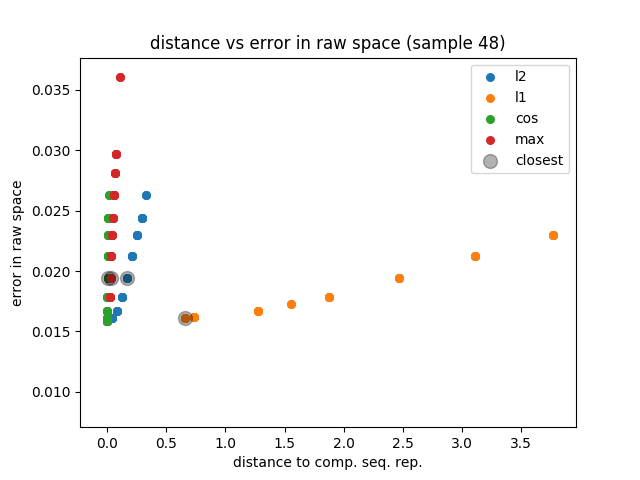 distance vs error in raw space (sample 48)
l2
l1
cos
max
closest
error in raw space
0.035
0.030
0.025
0.020
0.015
0.010
0.0 0.5 1.0 1.5 2.0 2.5 3.0 3.5
distance to comp. seq. rep.